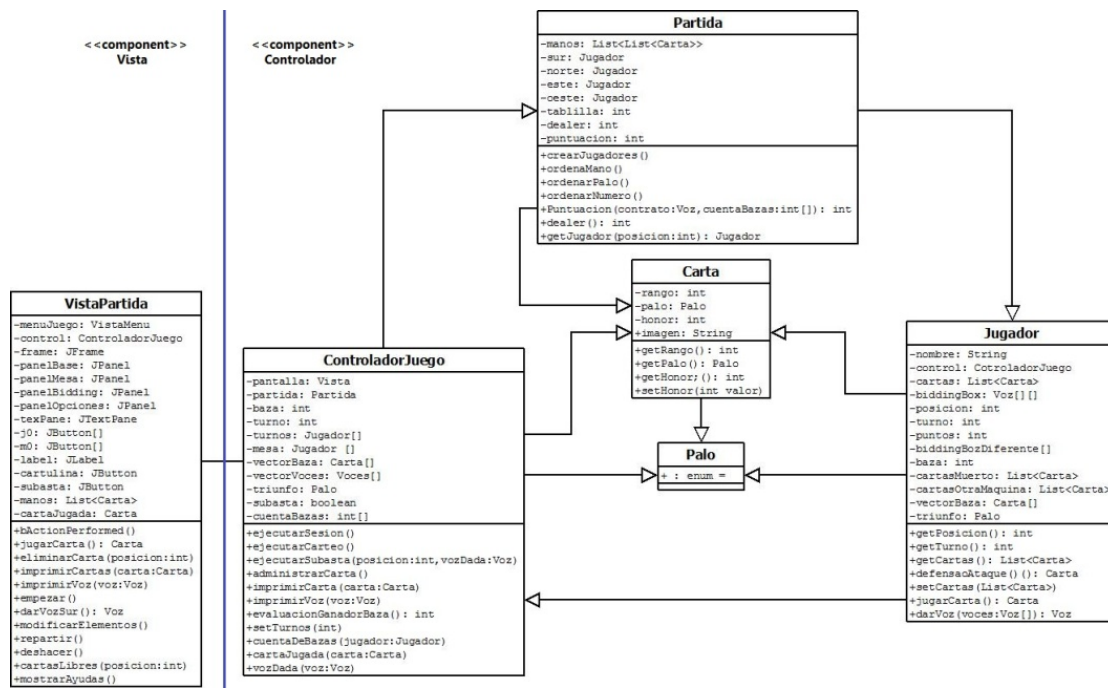 <<component>>
Vista
<<component>>
Controlador
Partida
-manos: List<List<Carta>>
-sur: Jugador
-norte: Jugador
-este: Jugador
-oeste: Jugador
-tablilla: int
-dealer: int
-puntuacion: int
+crearJugadores()
+ordenaMano()
+ordenarPalo()
+ordenarNumero()
+Puntuacion(contrato:Voz,cuentaBazas:int[]): int
+dealer(): int
+getJugador(posicion:int): Jugador
Carta
-rango: int
-palo: Palo
-honor: int
+imagen: String
+getRango(): int
+getPalo(): Palo
+getHonor;(): int
+setHonor(int valor)
Palo
+ : enum =
VistaPartida
-menuJuego: VistaMenu
-control: ControladorJuego
-frame: JFrame
-panelBase: JPanel
-panelMesa: JPanel
-panelBidding: JPanel
-panelOpciones: JPanel
-texPane: JTextPane
-j0: JButton[]
-m0: JButton[]
-label: JLabel
-cartulina: JButton
-subasta: JButton
-manos: List<Carta>
-cartaJugada: Carta
+bActionPerformed()
+jugarCarta(): Carta
+eliminarCarta(posicion:int)
+imprimirCartas(carta:Carta)
+imprimirVoz(voz:Voz)
+empezar()
+darVozSur(): Voz
+modificarElementos()
+repartir()
+deshacer()
+cartasLibres(posicion:int)
+mostrarAyudas()
ControladorJuego
-pantalla: Vista
-partida: Partida
-baza: int
-turno: int
-turnos: Jugador[]
-mesa: Jugador []
-vectorBaza: Carta[]
-vectorVoces: Voces[]
-triunfo: Palo
-subasta: boolean
-cuentaBazas: int[]
+ejecutarSesion()
+ejecutarCarteo()
+ejecutarSubasta(posicion:int,vozDada:Voz)
+administrarCarta()
+imprimirCarta(carta:Carta)
+imprimirVoz(voz:Voz)
+evaluacionGanadorBaza(): int
+setTurnos(int)
+cuentaDeBazas(jugador:Jugador)
+cartaJugada(carta:Carta)
+vozDada(voz:Voz)
Jugador
-nombre: String
-control: CotroladorJuego
-cartas: List<Carta>
-biddingBox: Voz[][]
-posicion: int
-turno: int
-puntos: int
-biddingBozDiferente[]
-baza: int
-cartasMuerto: List<Carta>
-cartasOtraMaquina: List<Carta>
-vectorBaza: Carta[]
-triunfo: Palo
+getPosicion(): int
+getTurno(): int
+getCartas(): List<Carta>
+defensaoAtaque()(): Carta
+setCartas(List<Carta>)
+jugarCarta(): Carta
+darVoz(voces:Voz[]): Voz